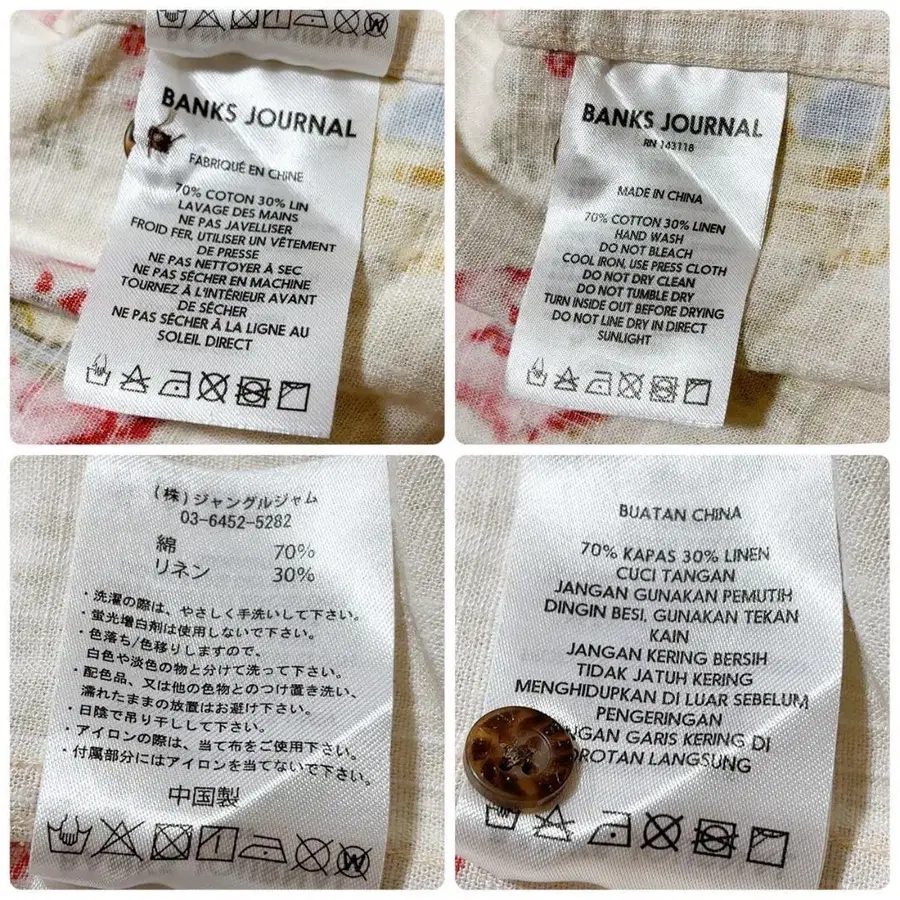 BANKS JOURNAL
FABRIQUÉ EN CHINE
70% COTON 30% LIN
LAVAGE DES MAINS
NE PAS JAVELLISER
FROID FER, UTILISER UN VÊTEMENT
DE PRESSE
NE PAS NETTOYER À SEC
NE PAS SÉCHER EN MACHINE
TOURNEZ À L'INTÉRIEUR AVANT
DE SÉCHER
NE PAS SÉCHER À LA LIGNE AU
SOLEIL DIRECT
BANKS JOURNAL
RN 143118
MADE IN CHINA
70% COTTON 30% LINEN
HAND WASH
DO NOT BLEACH
COOL IRON, USE PRESS CLOTH
DO NOT DRY CLEAN
DO NOT TUMBLE DRY
TURN INSIDE OUT BEFORE DRYING
DO NOT LINE DRY IN DIRECT
SUNLIGHT
(株)ジャングルジャム
03-6452-5282
綿 70%
リネン 30%
・洗濯の際は、やさしく手洗いして下さい。
・蛍光増白剤は使用しないで下さい。
・色落ち/色移りしますので、
白色や淡色の物と分けて洗って下さい。
・配色品、又は他の色物とのつけ置き洗い、
濡れたままの放置はお避け下さい。
・日陰で吊り干しして下さい。
・アイロンの際は、当て布をご使用下さい。
・付属部分にはアイロンを当てないで下さい。
中国製
W
BUATAN CHINA
70% KAPAS 30% LINEN
CUCI TANGAN
JANGAN GUNAKAN PEMUTIH
DINGIN BESI, GUNAKAN TEKAN
KAIN
JANGAN KERING BERSIH
TIDAK JATUH KERING
MENGHIDUPKAN DI LUAR SEBELUM
PENGERINGAN
GARIS KERING DI
LANGSUNG